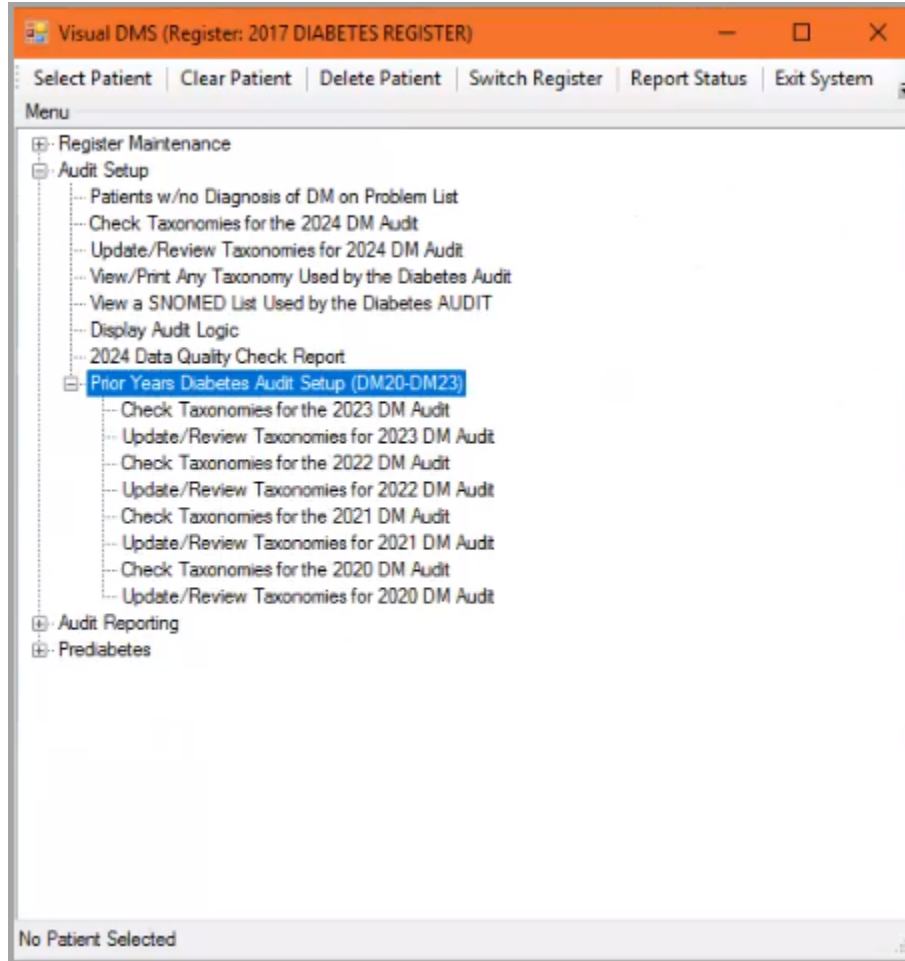 Visual DMS (Register: 2017 DIABETES REGISTER)
Select Patient Clear Patient Delete Patient Switch Register Report Status Exit System
Menu
Register Maintenance
Audit Setup
Patients w/no Diagnosis of DM on Problem List
Check Taxonomies for the 2024 DM Audit
Update/Review Taxonomies for 2024 DM Audit
View/Print Any Taxonomy Used by the Diabetes Audit
View a SNOMED List Used by the Diabetes AUDIT
Display Audit Logic
2024 Data Quality Check Report
Prior Years Diabetes Audit Setup (DM20-DM23)
Check Taxonomies for the 2023 DM Audit
Update/Review Taxonomies for 2023 DM Audit
Check Taxonomies for the 2022 DM Audit
Update/Review Taxonomies for 2022 DM Audit
Check Taxonomies for the 2021 DM Audit
Update/Review Taxonomies for 2021 DM Audit
Check Taxonomies for the 2020 DM Audit
Update/Review Taxonomies for 2020 DM Audit
Audit Reporting
Prediabetes
No Patient Selected